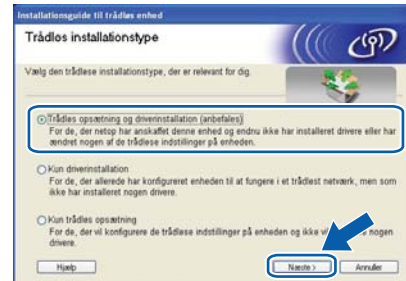 Installationsguide til trådløs enhed
Trådløs installationstype
Vælg den trådløse installationstype, der er relevant for dig.
Trådløs opsætning og driverinstallation (anbefales)
For de, der netop har anskaffet denne enhed og endnu ikke har installeret drivere eller har
ændret nogen af de trådløse indstillinger på enheden.
Kun driverinstallation
For de, der allerede har konfigureret enheden til at fungere i et trådløst netværk, men som
ikke har installeret nogen drivere.
Kun trådløs opsætning
For de, der vil konfigurere de trådløse indstillinger på enheden og ikke nogen
drivere.
Hjælp
Næste >
Annuller